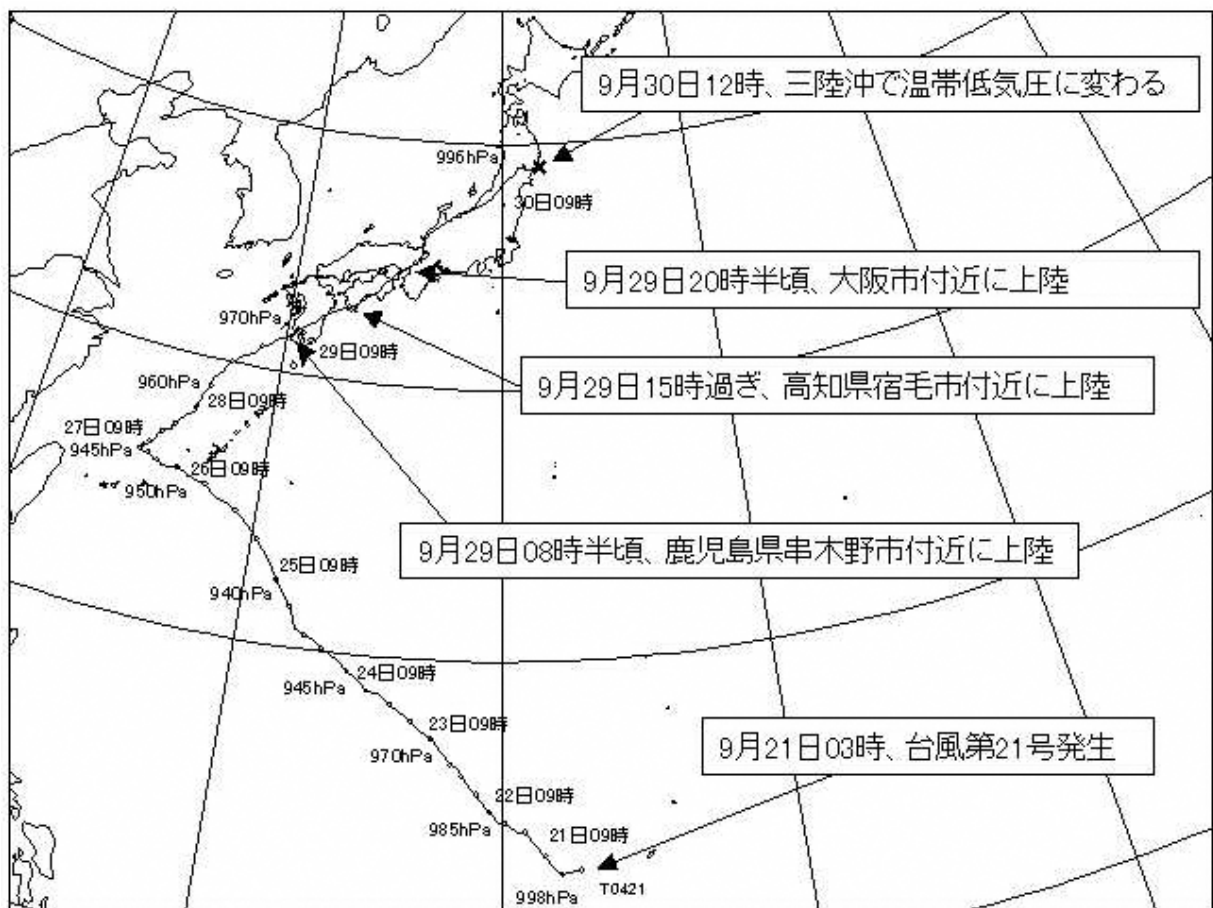 9月30日12時、三陸沖で温帯低気圧に変わる
996hPa
30日09時
9月29日20時半頃、大阪市付近に上陸
970hPa
29日09時
9月29日15時過ぎ、高知県宿毛市付近に上陸
960hPa
28日09時
27日09時
945hPa
26日09時
950hPa
9月29日08時半頃、鹿児島県串木野市付近に上陸
25日09時
940hPa
24日09時
945hPa
23日09時
970hPa
9月21日03時、台風第21号発生
22日09時
985hPa
21日09時
T0421
998hPa